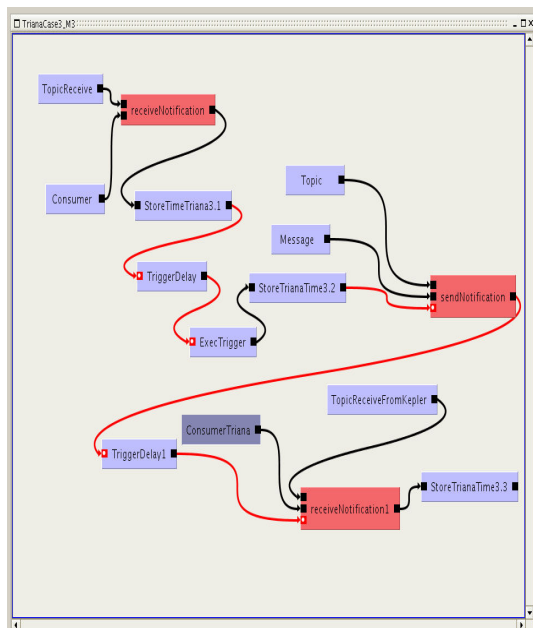 TrianaCase3_M3
TopicReceive
receiveNotification
Consumer
StoreTimeTriana3.1
Topic
Message
TriggerDelay
StoreTrianaTime3.2
sendNotification
ExecTrigger
TopicReceiveFromKepler
ConsumerTriana
TriggerDelay1
StoreTrianaTime3.3
receiveNotification1